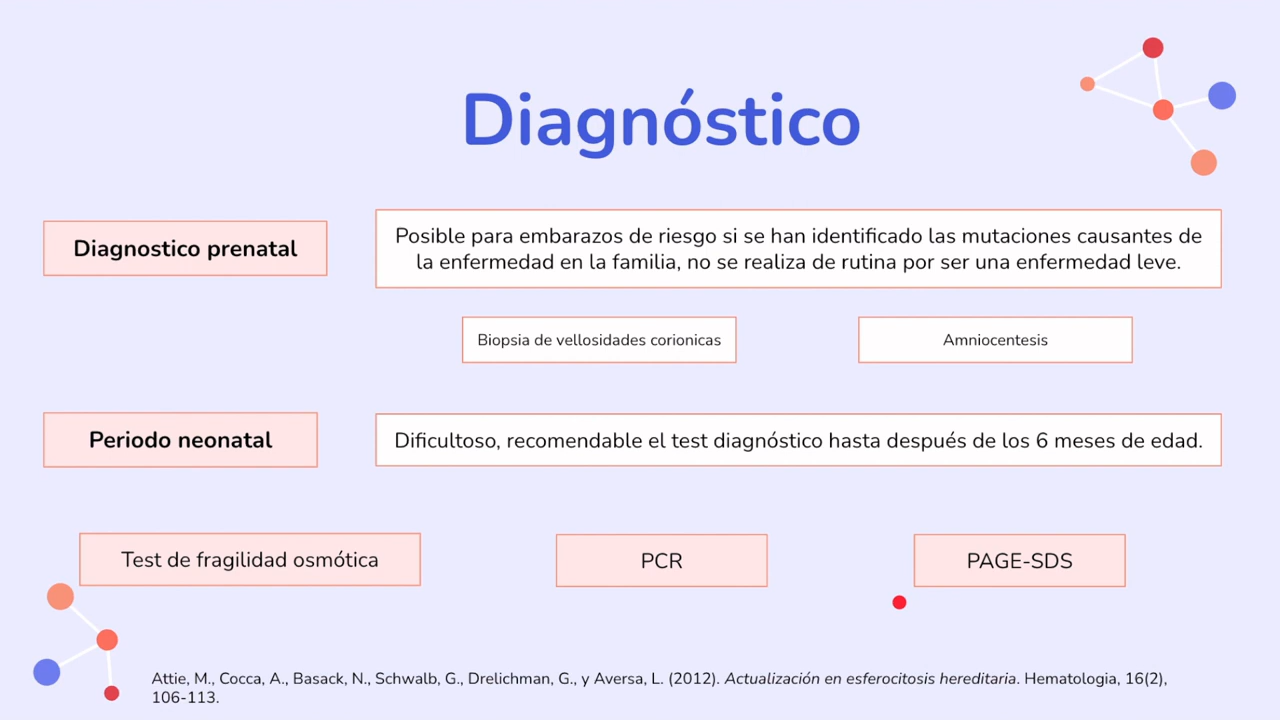 Diagnóstico
Diagnostico prenatal
Posible para embarazos de riesgo si se han identificado las mutaciones causantes de
la enfermedad en la familia, no se realiza de rutina por ser una enfermedad leve.
Biopsia de vellosidades corionicas
Amniocentesis
Periodo neonatal
Dificultoso, recomendable el test diagnóstico hasta después de los 6 meses de edad.
Test de fragilidad osmótica
PCR
PAGE-SDS
Attie, M., Cocca, A., Basack, N., Schwalb, G., Drelichman, G., y Aversa, L. (2012). Actualización en esferocitosis hereditaria. Hematologia, 16(2),
106-113.